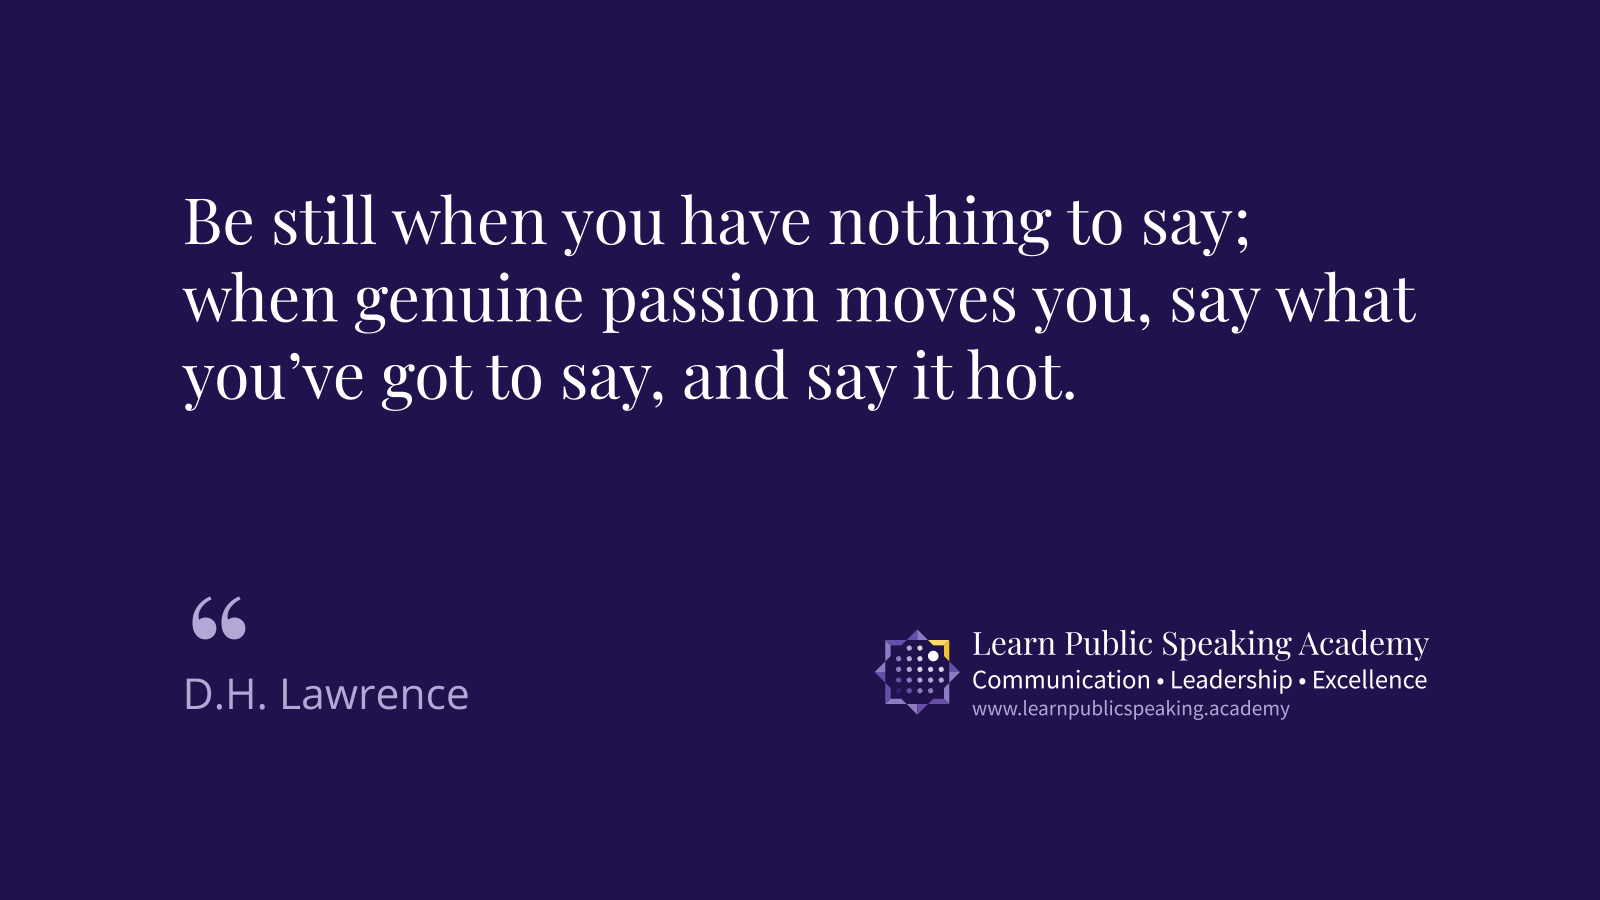 Be still when you have nothing to say;
when genuine passion moves you, say what
you’ve got to say, and say it hot.
“
D.H. Lawrence
Learn Public Speaking Academy
Communication • Leadership • Excellence
www.learnpublicspeaking.academy